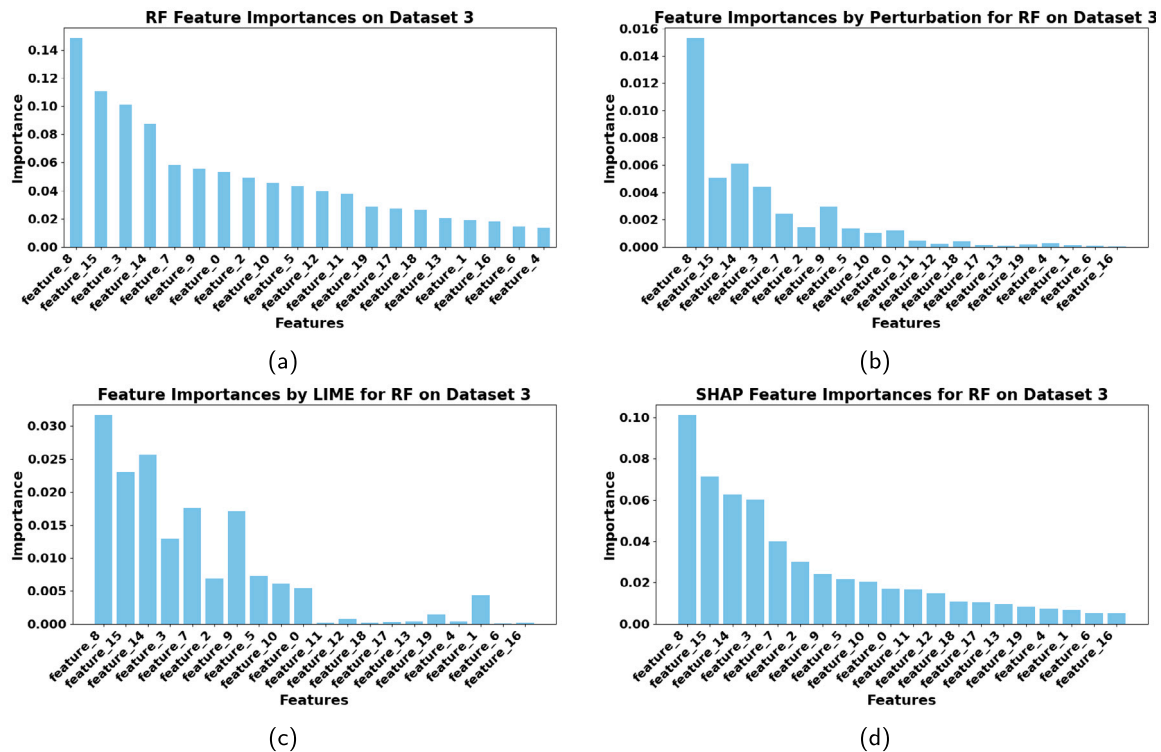 RF Feature Importances on Dataset 3
Importance
0.14
0.12
0.10
0.08
0.06
0.04
0.02
0.00
feature_8
feature_15
feature_3
feature_14
feature_7
feature_9
feature_0
feature_2
feature_10
feature_5
feature_12
feature_11
feature_19
feature_17
feature_18
feature_13
feature_1
feature_16
feature_6
feature_4
Features
(a)
Feature Importances by Perturbation for RF on Dataset 3
Importance
0.016
0.014
0.012
0.010
0.008
0.006
0.004
0.002
0.000
feature_8
feature_15
feature_14
feature_3
feature_7
feature_2
feature_9
feature_5
feature_10
feature_0
feature_11
feature_12
feature_18
feature_17
feature_13
feature_19
feature_4
feature_1
feature_6
feature_16
Features
(b)
Feature Importances by LIME for RF on Dataset 3
Importance
0.030
0.025
0.020
0.015
0.010
0.005
0.000
feature_8
feature_15
feature_14
feature_3
feature_7
feature_2
feature_9
feature_5
feature_10
feature_0
feature_11
feature_12
feature_18
feature_17
feature_13
feature_19
feature_4
feature_1
feature_6
feature_16
Features
(c)
SHAP Feature Importances for RF on Dataset 3
Importance
0.10
0.08
0.06
0.04
0.02
0.00
feature_8
feature_15
feature_14
feature_3
feature_7
feature_2
feature_9
feature_5
feature_10
feature_0
feature_11
feature_12
feature_18
feature_17
feature_13
feature_19
feature_4
feature_1
feature_6
feature_16
Features
(d)